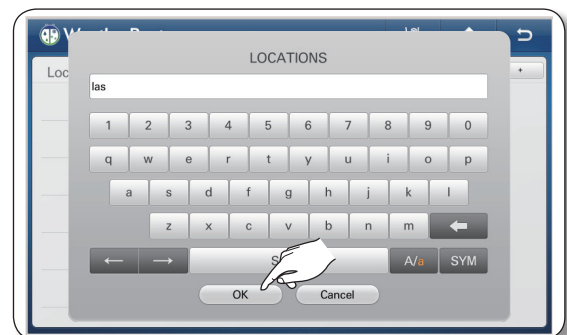 LOCATIONS
Loc
+
las
1 2 3 4 5 6 7 8 9 0
q w e r t y u i o p
a s d f g h j k l
z x c v b n m
← → A/a SYM
OK Cancel